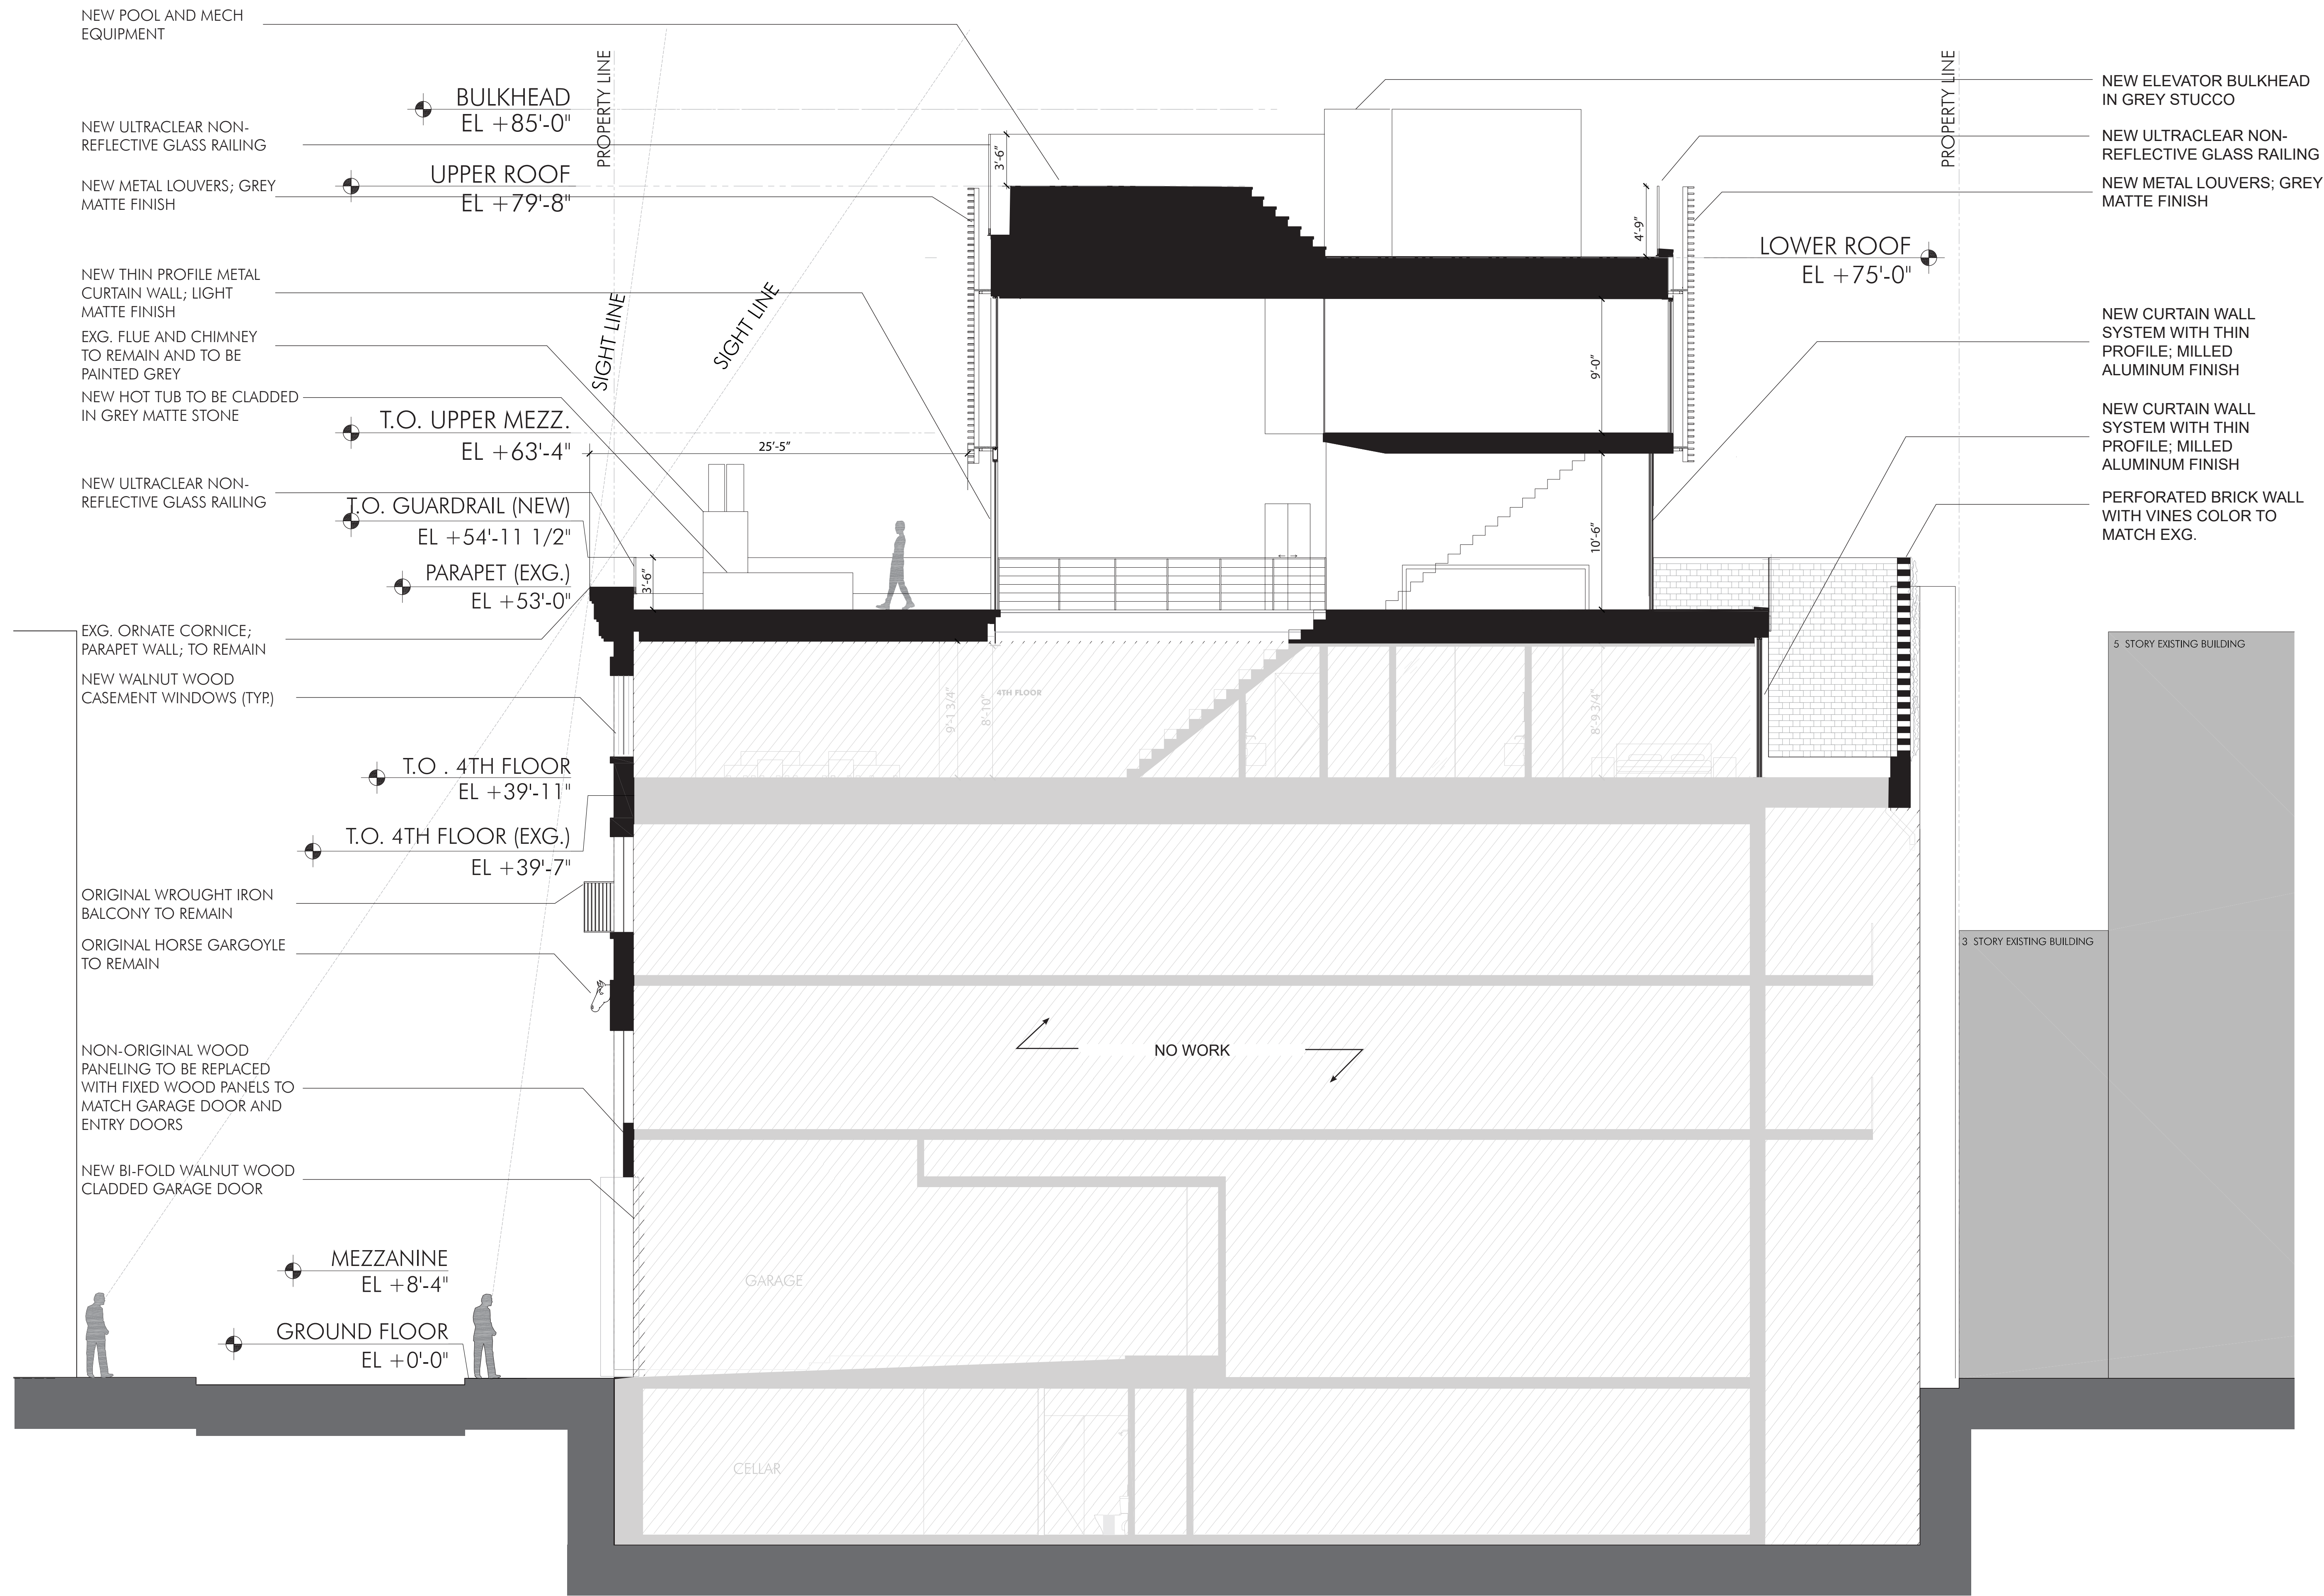 NEW POOL AND MECH
EQUIPMENT
PROPERTY LINE
BULKHEAD
EL +85'-0"
NEW ULTRACLEAR NON-
REFLECTIVE GLASS RAILING
UPPER ROOF
EL +79'-8"
NEW METAL LOUVERS; GREY
MATTE FINISH
NEW THIN PROFILE METAL
CURTAIN WALL; LIGHT
MATTE FINISH
EXG. FLUE AND CHIMNEY
TO REMAIN AND TO BE
PAINTED GREY
NEW HOT TUB TO BE CLADDED
IN GREY MATTE STONE
T.O. UPPER MEZZ.
EL +63'-4"
NEW ULTRACLEAR NON-
REFLECTIVE GLASS RAILING
T.O. GUARDRAIL (NEW)
EL +54'-11 1/2"
PARAPET (EXG.)
EL +53'-0"
EXG. ORNATE CORNICE;
PARAPET WALL; TO REMAIN
NEW WALNUT WOOD
CASEMENT WINDOWS (TYP.)
T.O . 4TH FLOOR
EL +39'-11"
T.O. 4TH FLOOR (EXG.)
EL +39'-7"
ORIGINAL WROUGHT IRON
BALCONY TO REMAIN
ORIGINAL HORSE GARGOYLE
TO REMAIN
NON-ORIGINAL WOOD
PANELING TO BE REPLACED
WITH FIXED WOOD PANELS TO
MATCH GARAGE DOOR AND
ENTRY DOORS
NEW BI-FOLD WALNUT WOOD
CLADDED GARAGE DOOR
MEZZANINE
EL +8'-4"
GROUND FLOOR
EL +0'-0"
SIGHT LINE
SIGHT LINE
25'-5"
3'-6"
3'-6"
4'-9"
9'-0"
10'-6"
9'-1 3/4"
8'-10"
4TH FLOOR
8'-9 3/4"
NO WORK
GARAGE
CELLAR
PROPERTY LINE
NEW ELEVATOR BULKHEAD
IN GREY STUCCO
NEW ULTRACLEAR NON-
REFLECTIVE GLASS RAILING
NEW METAL LOUVERS; GREY
MATTE FINISH
LOWER ROOF
EL +75'-0"
NEW CURTAIN WALL
SYSTEM WITH THIN
PROFILE; MILLED
ALUMINUM FINISH
NEW CURTAIN WALL
SYSTEM WITH THIN
PROFILE; MILLED
ALUMINUM FINISH
PERFORATED BRICK WALL
WITH VINES COLOR TO
MATCH EXG.
5 STORY EXISTING BUILDING
3 STORY EXISTING BUILDING